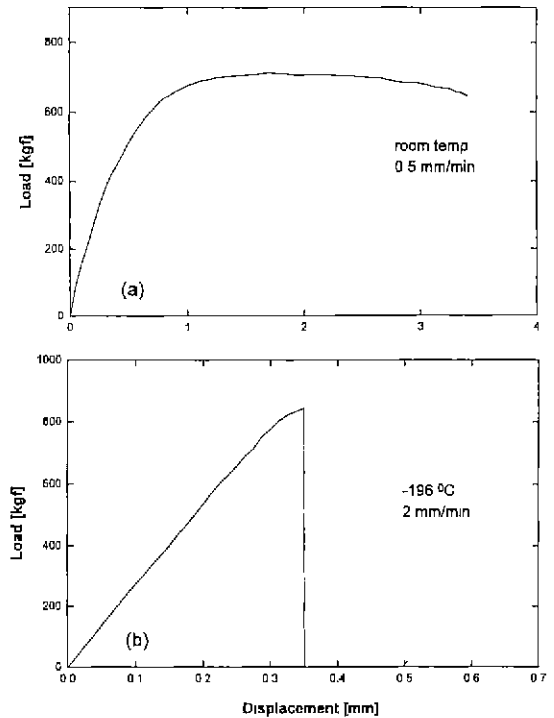 800
600
400
200
0
Load [kgf]
room temp
0 5 mm/min
(a)
0 1 2 3 4
1000
800
600
400
200
0
Load [kgf]
-196 ⁰C
2 mm/min
(b)
0.0 0.1 0.2 0.3 0.4 0.5 0.6 0.7
Displacement [mm]